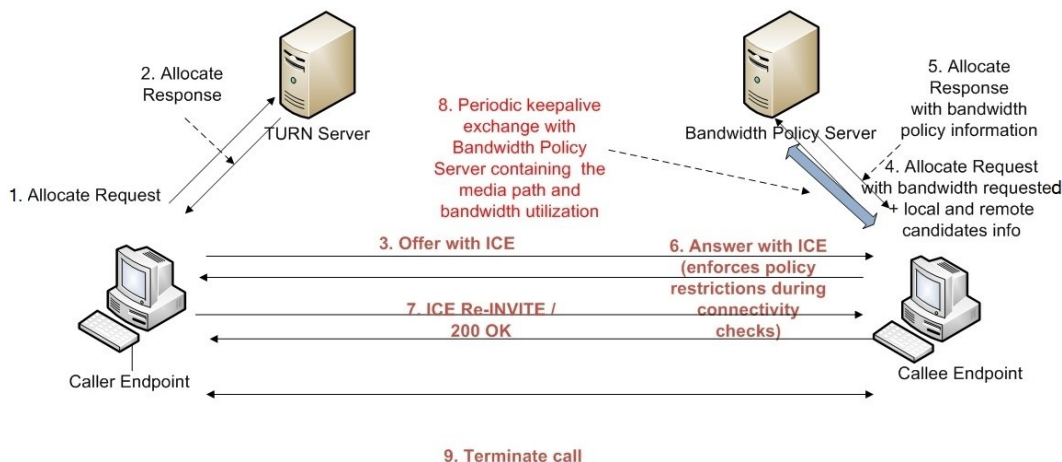 2. Allocate
Response
TURN Server
1. Allocate Request
8. Periodic keepalive
exchange with
Bandwidth Policy
Server containing the
media path and
bandwidth utilization
Bandwidth Policy Server
5. Allocate
Response
with bandwidth
policy information
4. Allocate Request
with bandwidth requested
+ local and remote
candidates info
3. Offer with ICE
6. Answer with ICE
(enforces policy
restrictions during
connectivity
checks)
7. ICE Re-INVITE /
200 OK
Caller Endpoint
Callee Endpoint
9. Terminate call